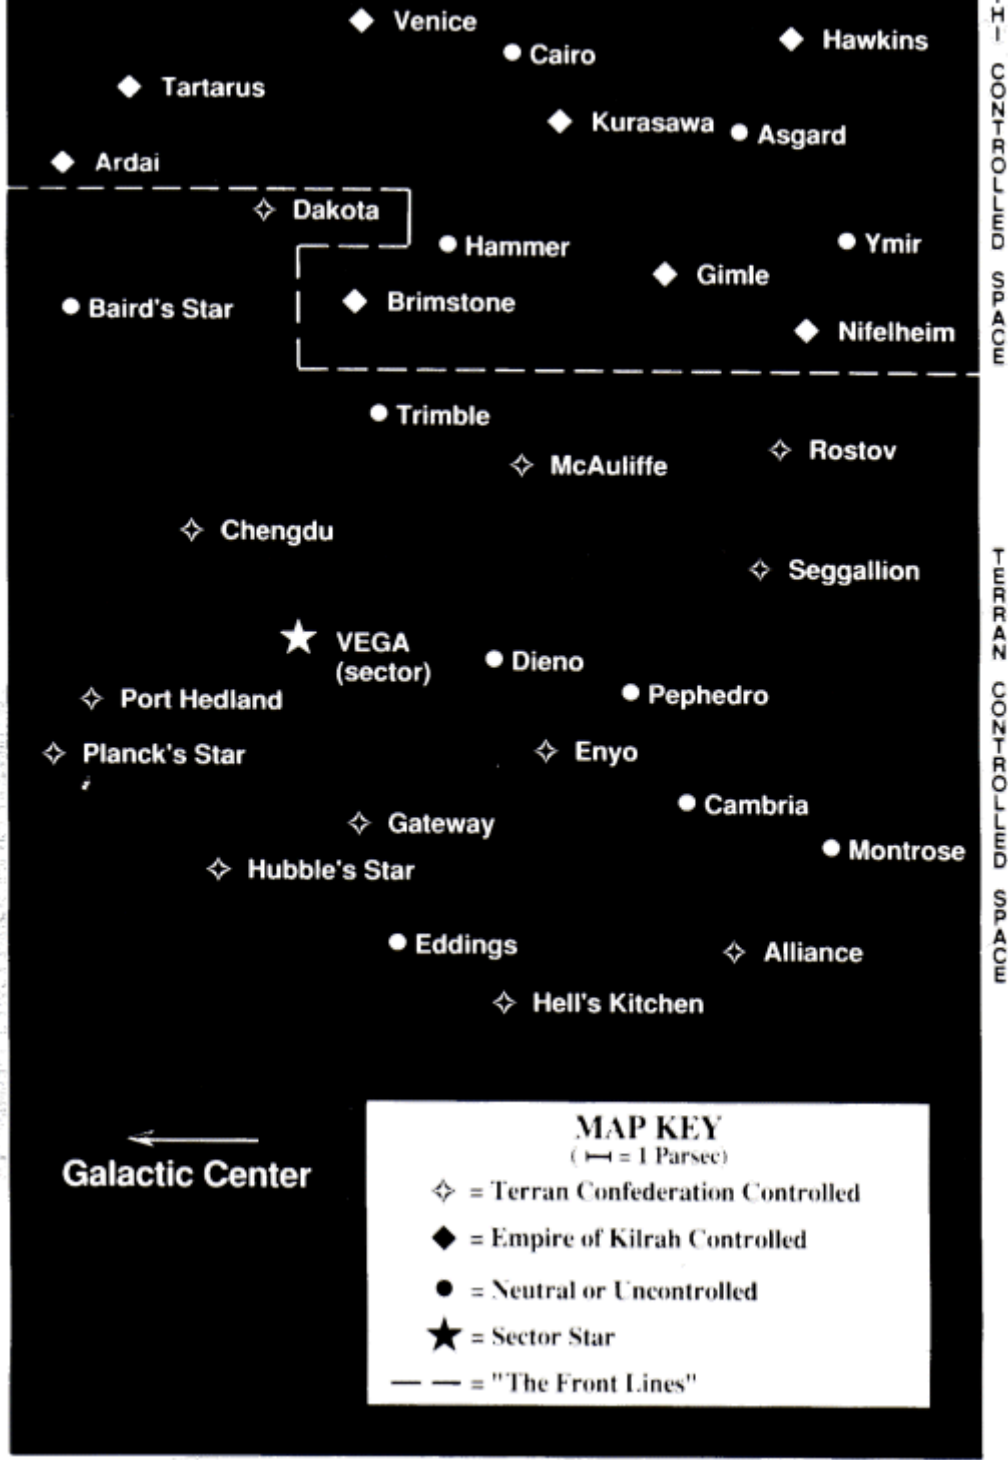 Venice
Cairo
Hawkins
Tartarus
Kurasawa
Asgard
Ardai
Dakota
Hammer
Ymir
Gimle
Baird's Star
Brimstone
Nifelheim
Trimble
McAuliffe
Rostov
Chengdu
Seggallion
VEGA
(sector)
Dieno
Port Hedland
Pephedro
Planck's Star
Enyo
Cambria
Gateway
Montrose
Hubble's Star
Eddings
Alliance
Hell's Kitchen
Galactic Center
MAP KEY
( = 1 Parsec)
= Terran Confederation Controlled
= Empire of Kilrah Controlled
= Neutral or Uncontrolled
= Sector Star
= "The Front Lines"
HI CONTROLLED SPACE
TERRAN CONTROLLED SPACE